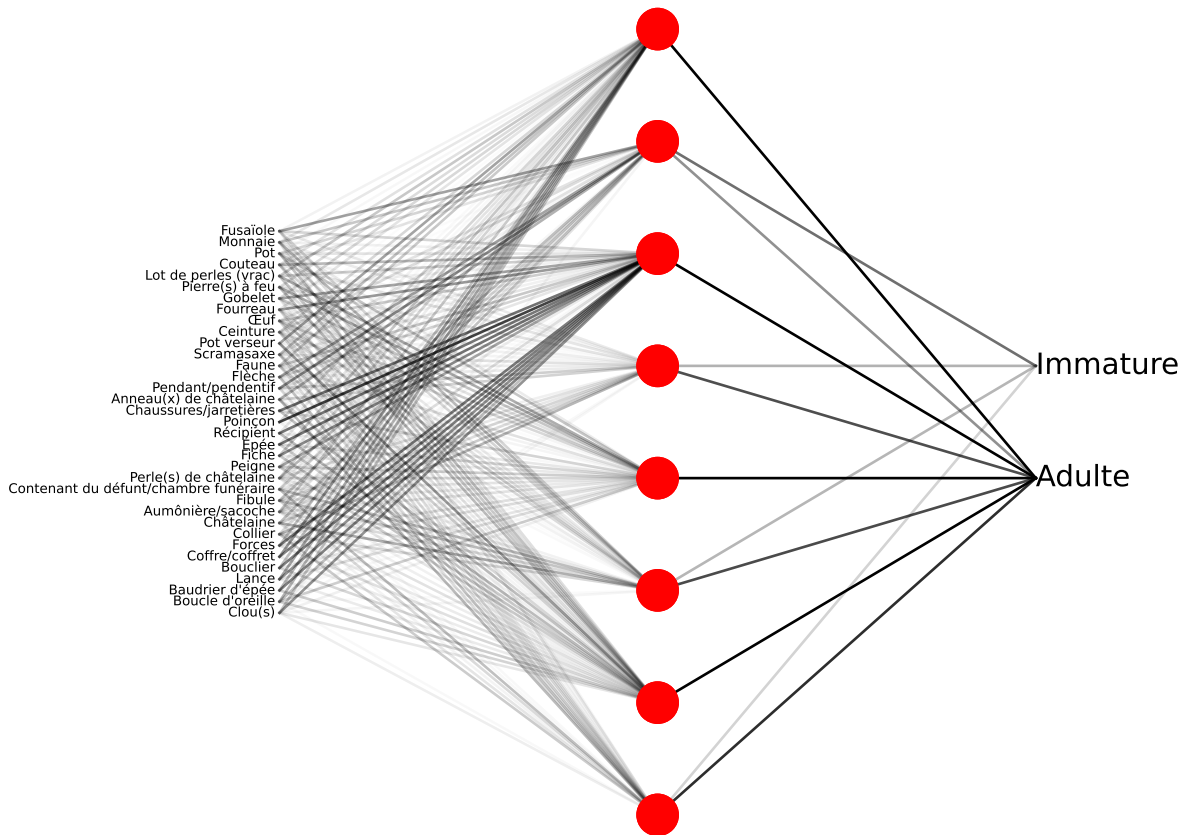 Fusaïole
Monnaie
Pot
Couteau
Lot de perles (vrac)
Pierre(s) à feu
Gobelet
Fourreau
Œuf
Ceinture
Pot verseur
Scramasaxe
Faune
Flèche
Pendant/pendentif
Anneau(x) de châtelaine
Chaussures/jarretières
Poinçon
Récipient
Épée
Fiche
Peigne
Perle(s) de châtelaine
Contenant du défunt/chambre funéraire
Fibule
Aumônière/sacoche
Châtelaine
Collier
Forces
Coffre/coffret
Bouclier
Lance
Baudrier d'épée
Boucle d'oreille
Clou(s)
Immature
Adulte